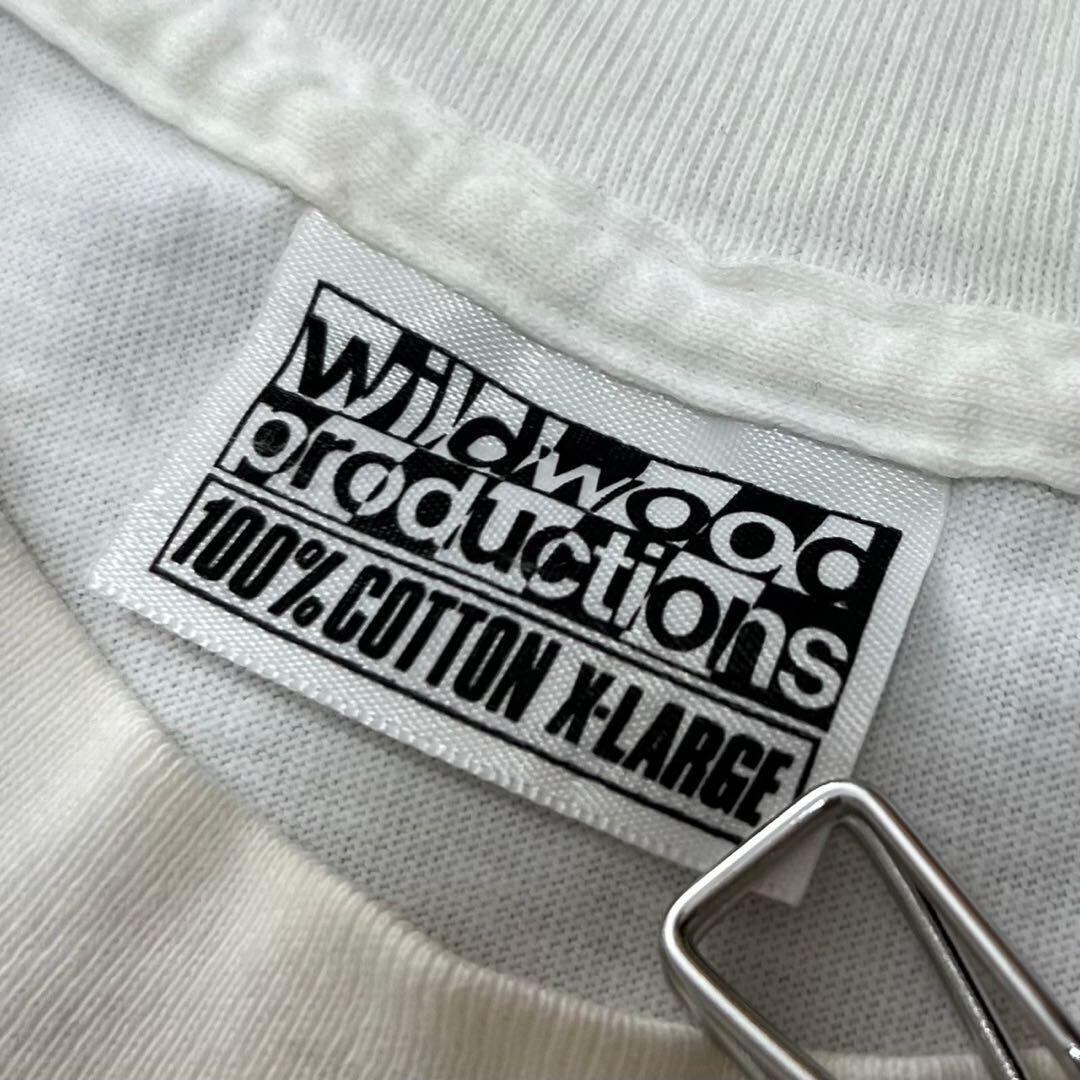 wildwood
productions
100% COTTON X-LARGE